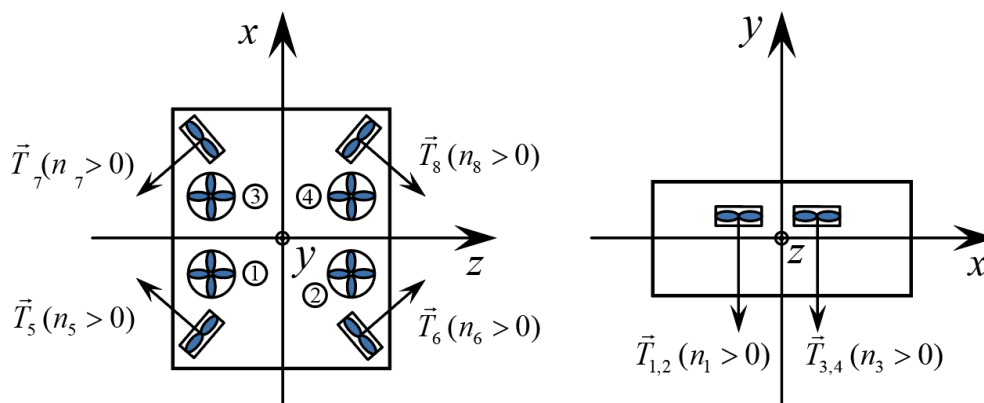 x
y
T⃗ ₇(n ₇>0)
T⃗₈(n₈>0)
③
④
y
z
z
x
①
②
T⃗₅(n₅>0)
T⃗₆(n₆>0)
T⃗₁,₂(n₁>0)
T⃗₃,₄(n₃>0)